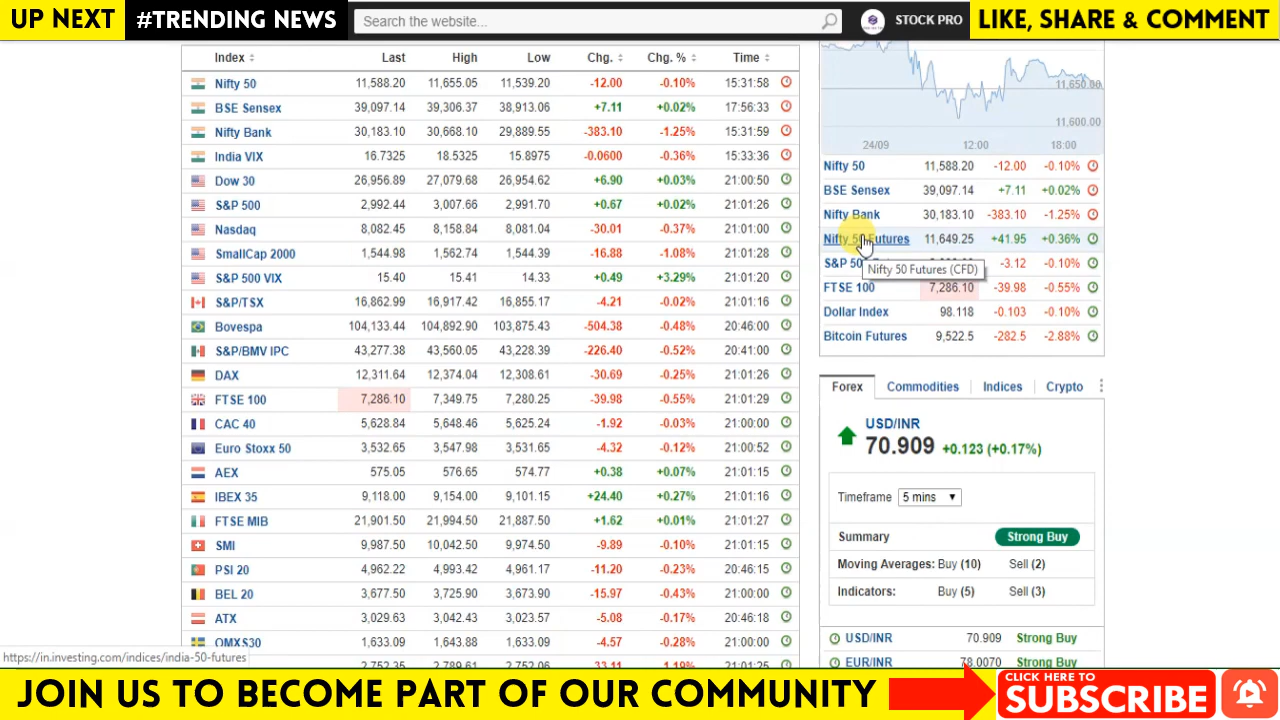 UP NEXT #TRENDING NEWS Search the website... STOCK PRO LIKE, SHARE & COMMENT
Index Last High Low Chg. Chg. % Time
Nifty 50 11,588.20 11,655.05 11,539.20 -12.00 -0.10% 15:31:58
BSE Sensex 39,097.14 39,306.37 38,913.06 +7.11 +0.02% 17:56:33
Nifty Bank 30,183.10 30,668.10 29,889.55 -383.10 -1.25% 15:31:59
India VIX 16.7325 18.5325 15.8975 -0.0600 -0.36% 15:33:36
Dow 30 26,956.89 27,079.68 26,954.62 +6.90 +0.03% 21:00:50
S&P 500 2,992.44 3,007.66 2,991.70 +0.67 +0.02% 21:01:26
Nasdaq 8,082.45 8,158.84 8,081.04 -30.01 -0.37% 21:01:00
SmallCap 2000 1,544.98 1,562.74 1,544.28 -16.88 -1.08% 21:01:26
S&P 500 VIX 15.40 15.41 14.33 +0.49 +3.29% 21:01:00
S&P/TSX 16,862.99 16,917.42 16,855.17 -4.21 -0.02% 21:01:16
Bovespa 104,133.44 104,892.90 103,875.43 -504.38 -0.48% 20:46:00
S&P/BMV IPC 43,277.38 43,560.05 43,228.39 -226.40 -0.52% 20:41:00
DAX 12,311.64 12,374.04 12,308.61 -30.69 -0.25% 21:01:26
FTSE 100 7,286.10 7,349.75 7,280.25 -39.98 -0.55% 21:01:29
CAC 40 5,628.84 5,648.46 5,625.24 -1.92 -0.03% 21:00:00
Euro Stoxx 50 3,532.65 3,547.98 3,531.65 -4.32 -0.12% 21:00:52
AEX 575.05 576.65 574.77 +0.38 +0.07% 21:01:15
IBEX 35 9,118.00 9,154.00 9,101.15 +24.40 +0.27% 21:01:16
FTSE MIB 21,901.50 21,994.50 21,887.50 +1.62 +0.01% 21:01:27
SMI 9,987.50 10,042.50 9,974.50 -9.89 -0.10% 21:01:15
PSI 20 4,962.22 4,993.42 4,961.17 -11.20 -0.23% 20:46:15
BEL 20 3,677.50 3,725.90 3,673.90 -15.97 -0.43% 21:00:00
ATX 3,029.63 3,042.43 3,023.57 -5.08 -0.17% 20:46:18
OMXS30 1,633.09 1,643.88 1,633.09 -4.57 -0.28% 21:00:00
2,752.35 2,789.61 2,752.06 -33.11 -1.19% 21:01:25
https://in.investing.com/indices/india-50-futures
11,650.00
11,600.00
24/09 12:00 18:00
Nifty 50 11,588.20 -12.00 -0.10%
BSE Sensex 39,097.14 +7.11 +0.02%
Nifty Bank 30,183.10 -383.10 -1.25%
Nifty 50 Futures 11,649.25 +41.95 +0.36%
S&P 50 -3.12 -0.10%
Nifty 50 Futures (CFD)
FTSE 100 7,286.10 -39.98 -0.55%
Dollar Index 98.118 -0.103 -0.10%
Bitcoin Futures 9,522.5 -282.5 -2.88%
Forex Commodities Indices Crypto
USD/INR
70.909 +0.123 (+0.17%)
Timeframe 5 mins
Summary Strong Buy
Moving Averages: Buy (10) Sell (2)
Indicators: Buy (5) Sell (3)
USD/INR 70.909 Strong Buy
EUR/INR 78.0070 Strong Buy
JOIN US TO BECOME PART OF OUR COMMUNITY
CLICK HERE TO
SUBSCRIBE